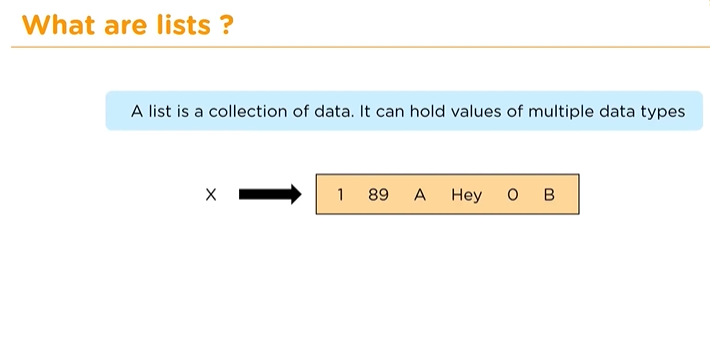 What are lists ?
A list is a collection of data. It can hold values of multiple data types
X 1 89 A Hey O B